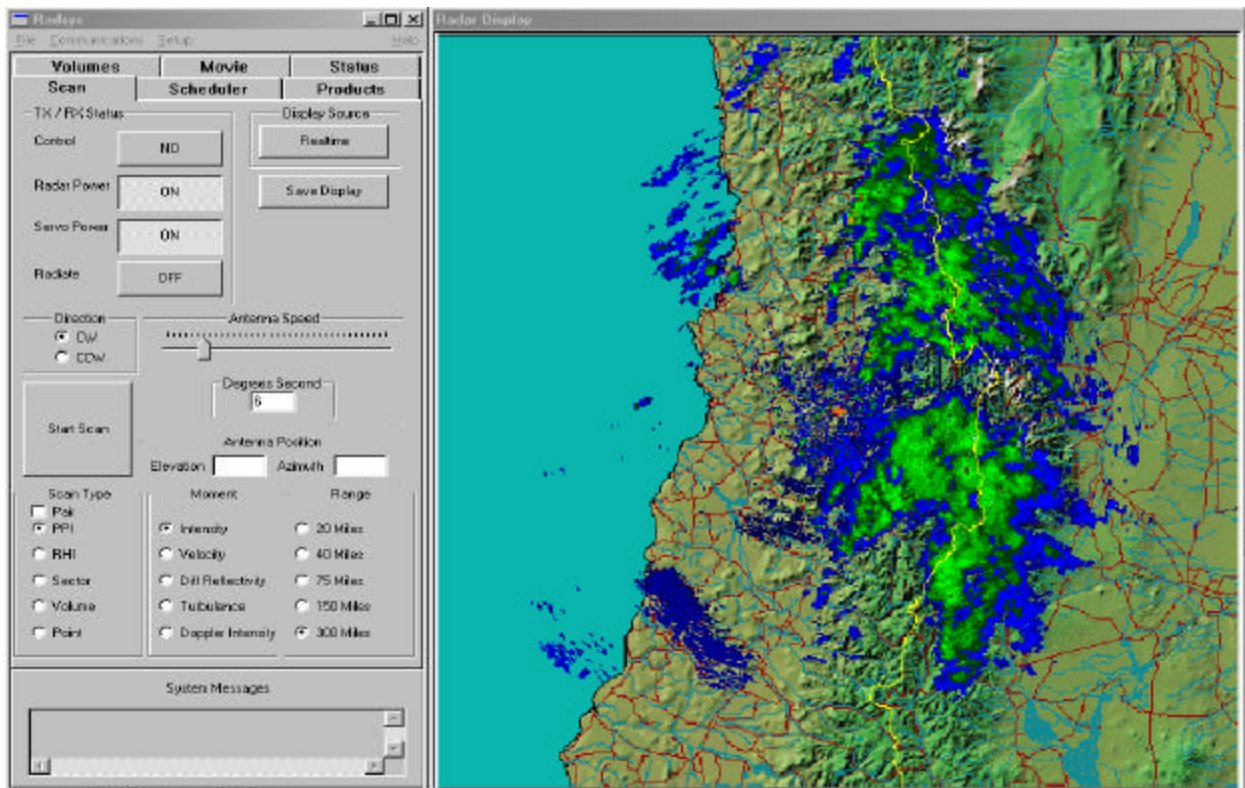 Radsys
File Communications Setup Help
Volumes Movie Status
Scan Scheduler Products
TX / RX Status
Control NO
Radar Power ON
Servo Power ON
Radiate OFF
Display Source
Realtime
Save Display
Direction
CW
CCW
Antenna Speed
Degrees Second
6
Start Scan
Antenna Position
Elevation Azimuth
Scan Type
Pair
PPI
RHI
Sector
Volume
Point
Moment
Intensity
Velocity
Diff Reflectivity
Turbulence
Doppler Intensity
Range
20 Miles
40 Miles
75 Miles
150 Miles
300 Miles
System Messages
Radar Display